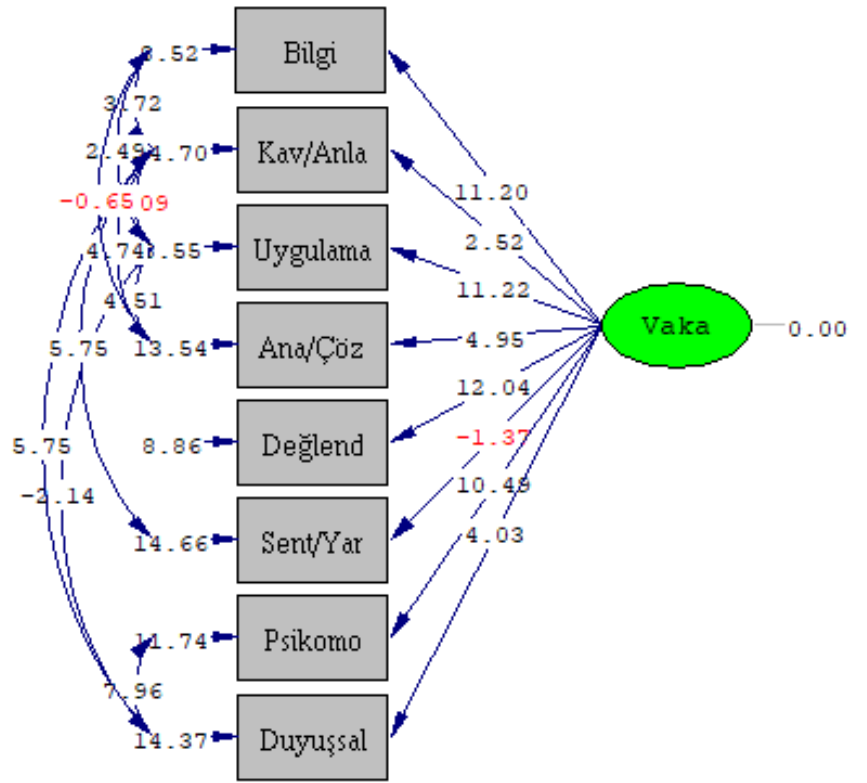 8.52 Bilgi
3.72
2.49 4.70 Kav/Anla
11.20
-0.65 09
2.52
4.74 8.55 Uygulama
11.22
4.51
Vaka 0.00
5.75 13.54 Ana/Çöz 4.95
12.04
5.75 8.86 Değlend -1.37
-2.14 10.49
14.66 Sent/Yar 4.03
11.74 Psikomo
7.96
14.37 Duyuşsal